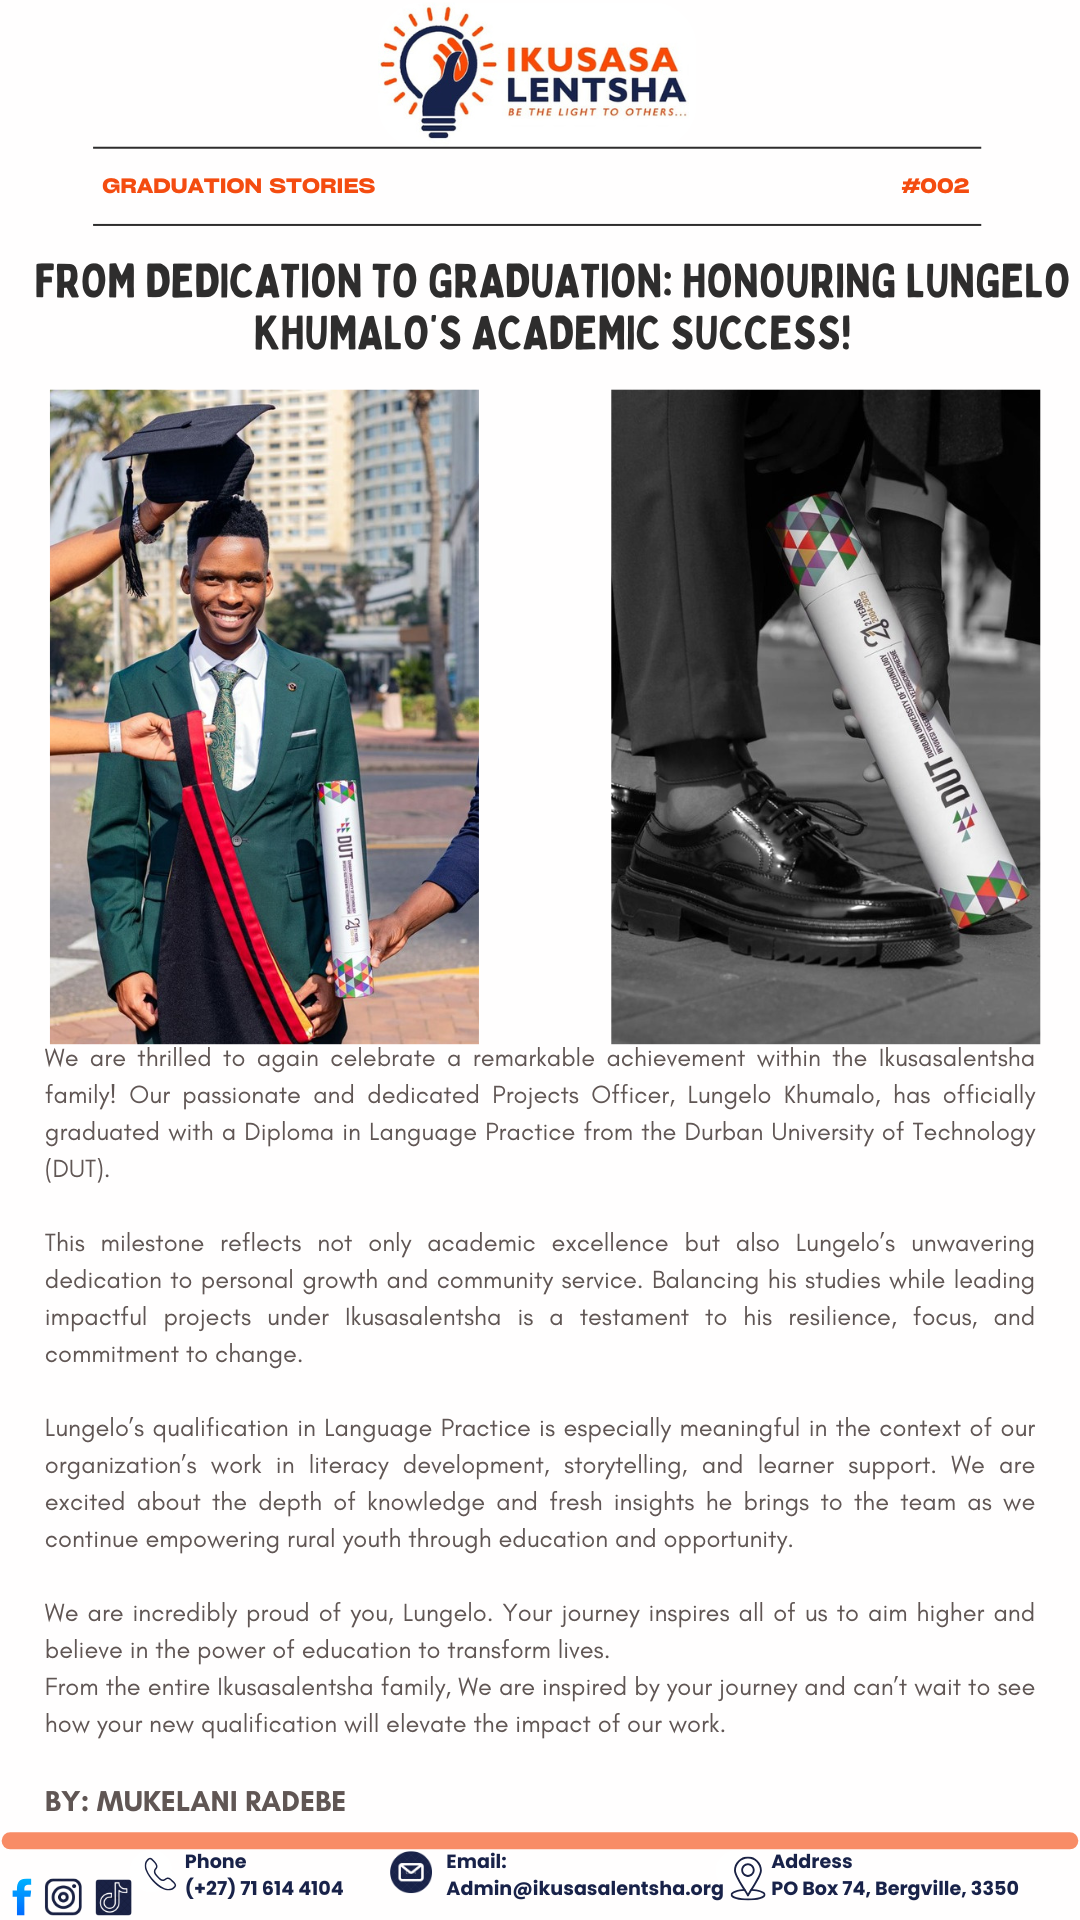 IKUSASA
LENTSHA
BE THE LIGHT TO OTHERS...
GRADUATION STORIES
#002
FROM DEDICATION TO GRADUATION: HONOURING LUNGELO
KHUMALO'S ACADEMIC SUCCESS!
DUT
21 YEARS
DURBAN UNIVERSITY OF TECHNOLOGY
DUT
We are thrilled to again celebrate a remarkable achievement within the Ikusasalentsha
family! Our passionate and dedicated Projects Officer, Lungelo Khumalo, has officially
graduated with a Diploma in Language Practice from the Durban University of Technology
(DUT).
This milestone reflects not only academic excellence but also Lungelo’s unwavering
dedication to personal growth and community service. Balancing his studies while leading
impactful projects under Ikusasalentsha is a testament to his resilience, focus, and
commitment to change.
Lungelo’s qualification in Language Practice is especially meaningful in the context of our
organization’s work in literacy development, storytelling, and learner support. We are
excited about the depth of knowledge and fresh insights he brings to the team as we
continue empowering rural youth through education and opportunity.
We are incredibly proud of you, Lungelo. Your journey inspires all of us to aim higher and
believe in the power of education to transform lives.
From the entire Ikusasalentsha family, We are inspired by your journey and can’t wait to see
how your new qualification will elevate the impact of our work.
BY: MUKELANI RADEBE
Phone
(+27) 71 614 4104
Email:
Admin@ikusasalentsha.org
Address
PO Box 74, Bergville, 3350